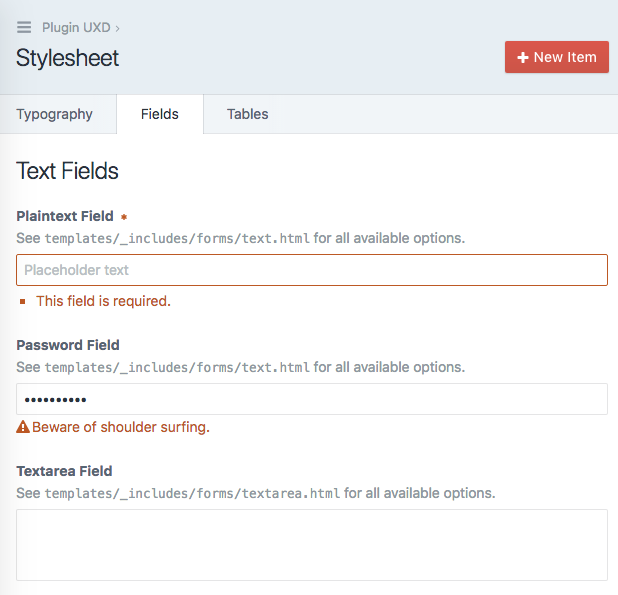 Plugin UXD ›
Stylesheet
New Item
Typography
Fields
Tables
Text Fields
Plaintext Field *
See templates/_includes/forms/text.html for all available options.
Placeholder text
This field is required.
Password Field
See templates/_includes/forms/text.html for all available options.
••••••••••
Beware of shoulder surfing.
Textarea Field
See templates/_includes/forms/textarea.html for all available options.